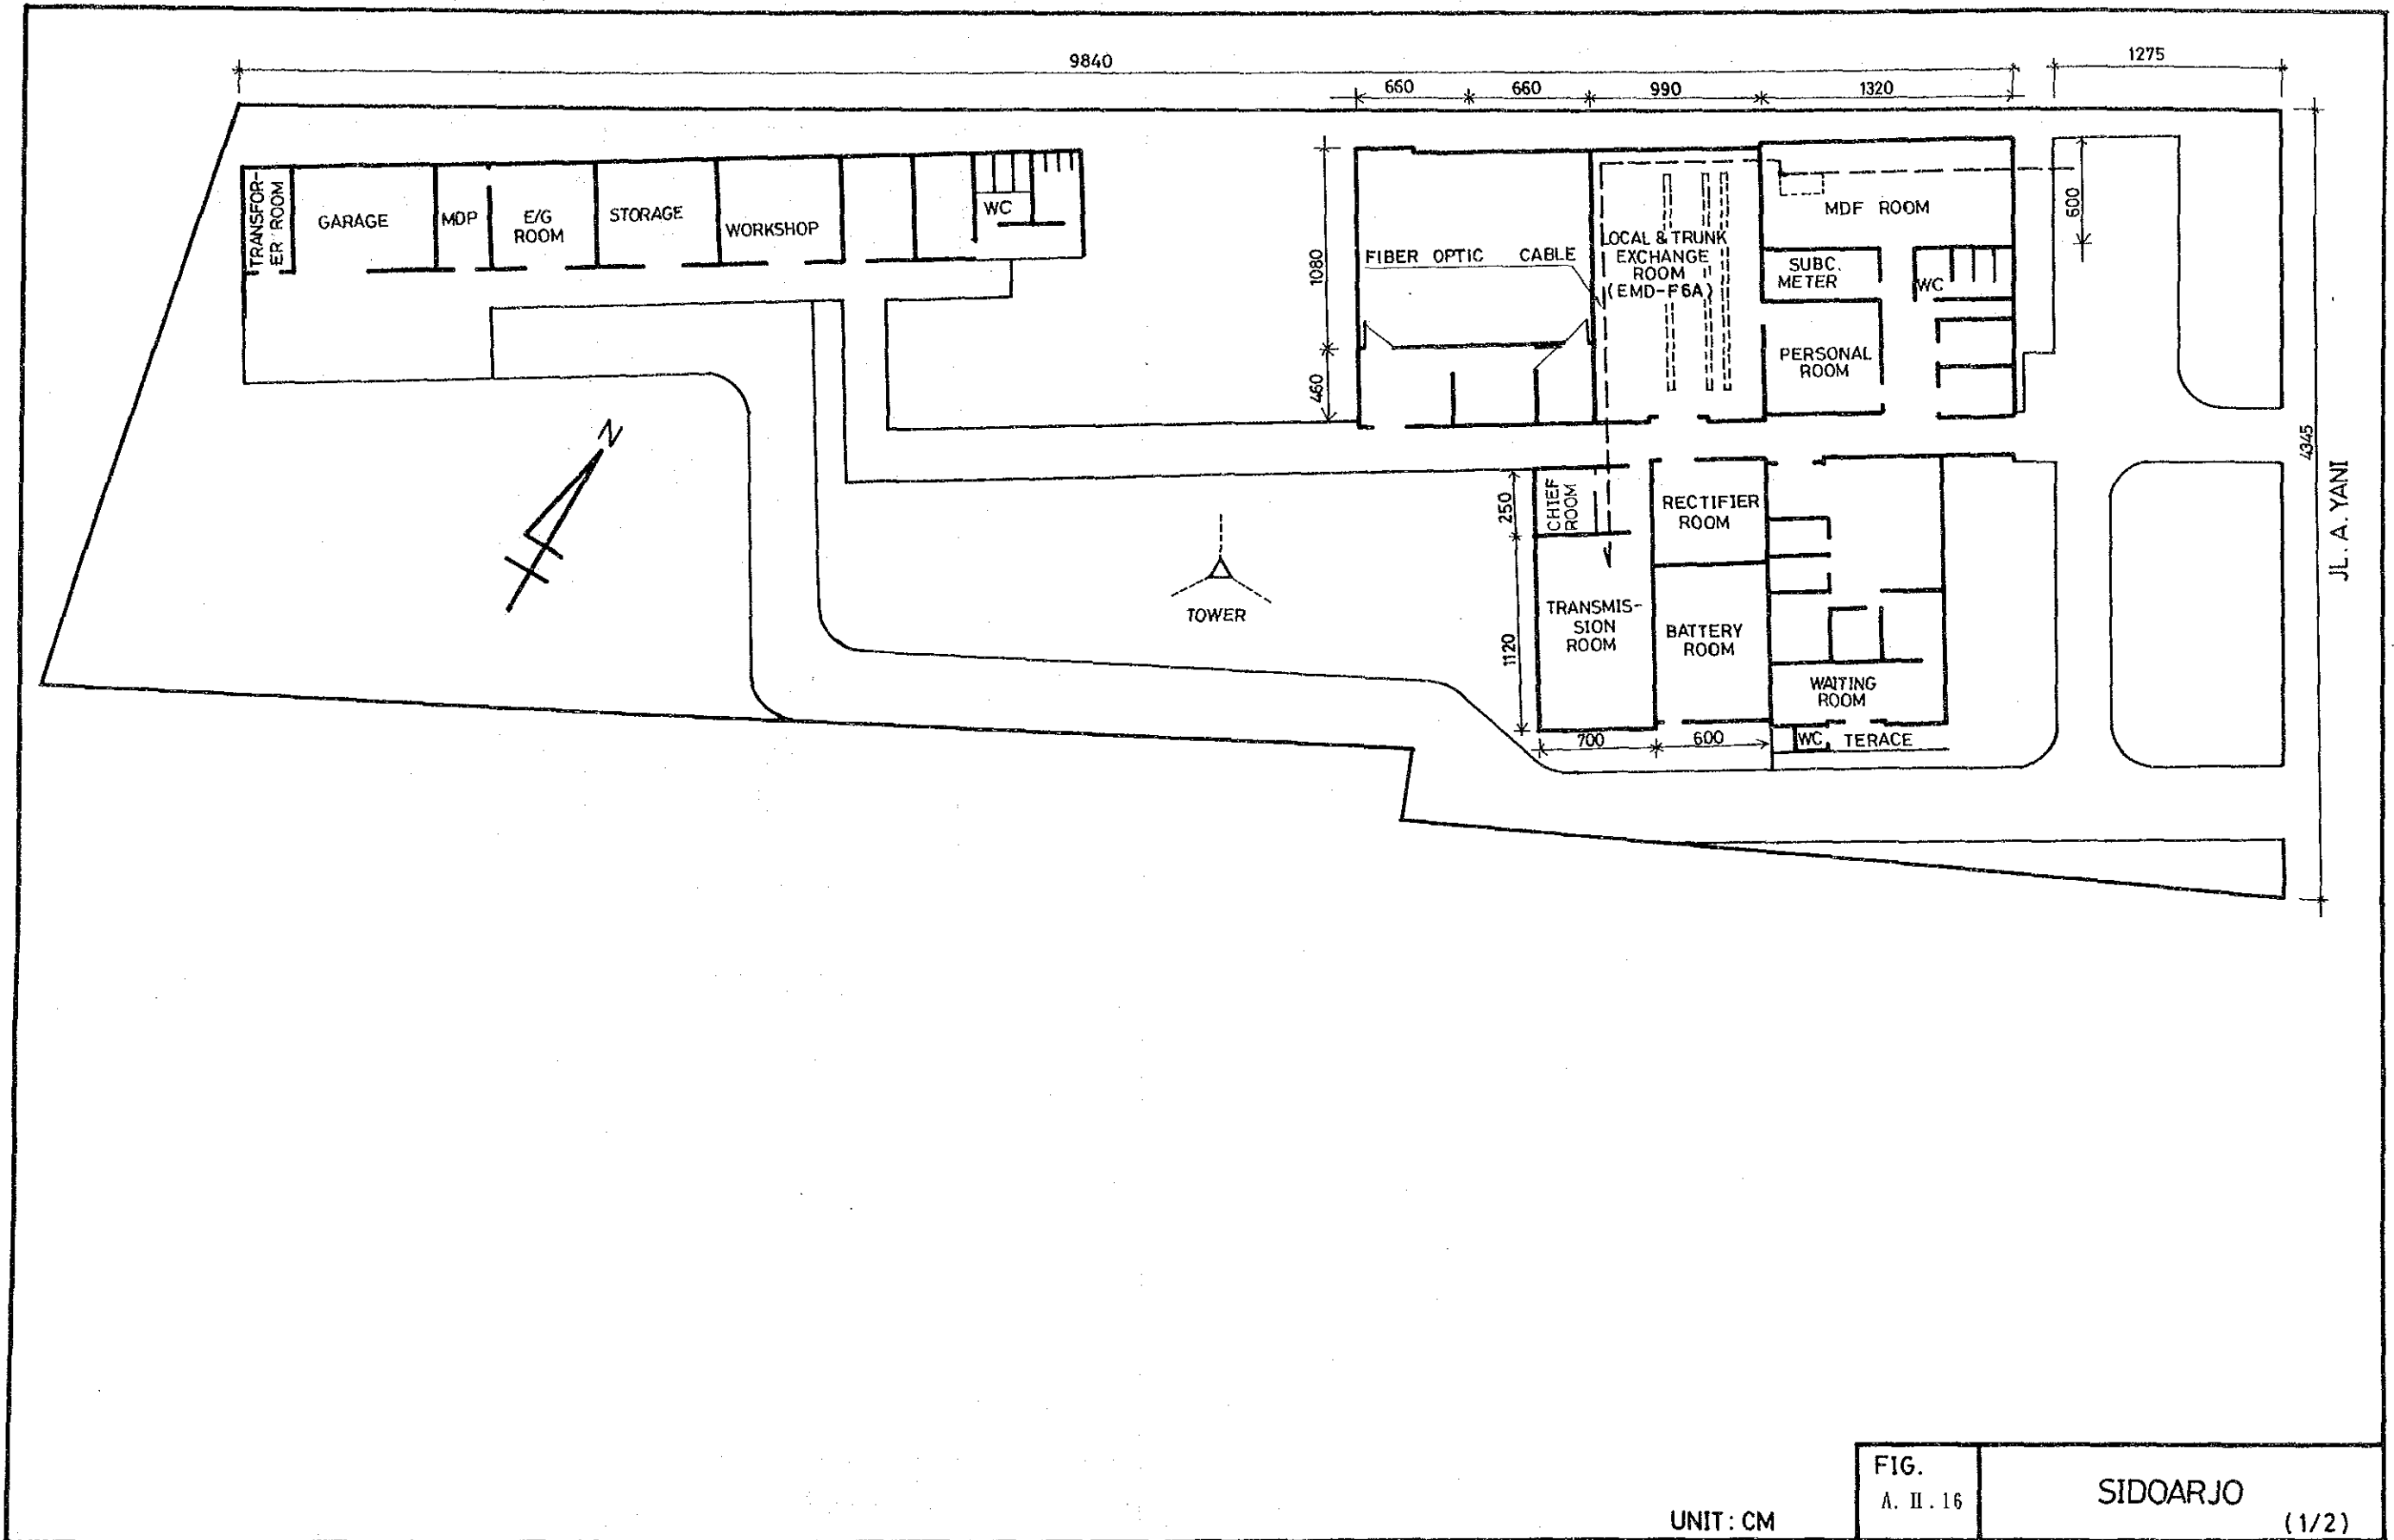 9840
1275
660
660
990
1320
TRANSFOR-
ER ROOM
GARAGE
MDP
E/G
ROOM
STORAGE
WORKSHOP
WC
1080
460
FIBER OPTIC CABLE
LOCAL & TRUNK
EXCHANGE
ROOM
(EMD-F6A)
MDF ROOM
600
SUBC.
METER
WC
PERSONAL
ROOM
4345
JL. A. YANI
N
TOWER
250
1120
CHIEF
ROOM
RECTIFIER
ROOM
TRANSMIS-
SION
ROOM
BATTERY
ROOM
WAITING
ROOM
700
600
WC
TERACE
UNIT: CM
FIG.
A. II. 16
SIDOARJO
(1/2)